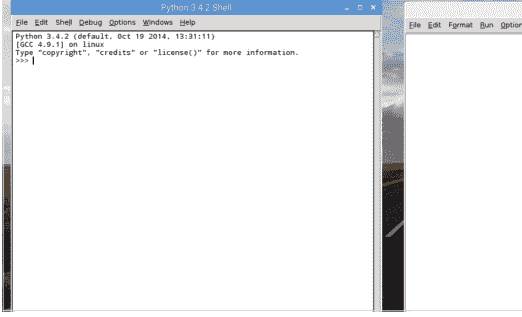 Python 3.4.2 Shell
File Edit Shell Debug Options Windows Help
Python 3.4.2 (default, Oct 19 2014, 13:31:11)
[GCC 4.9.1] on linux
Type "copyright", "credits" or "license()" for more information.
>>>
File Edit Format Run Option